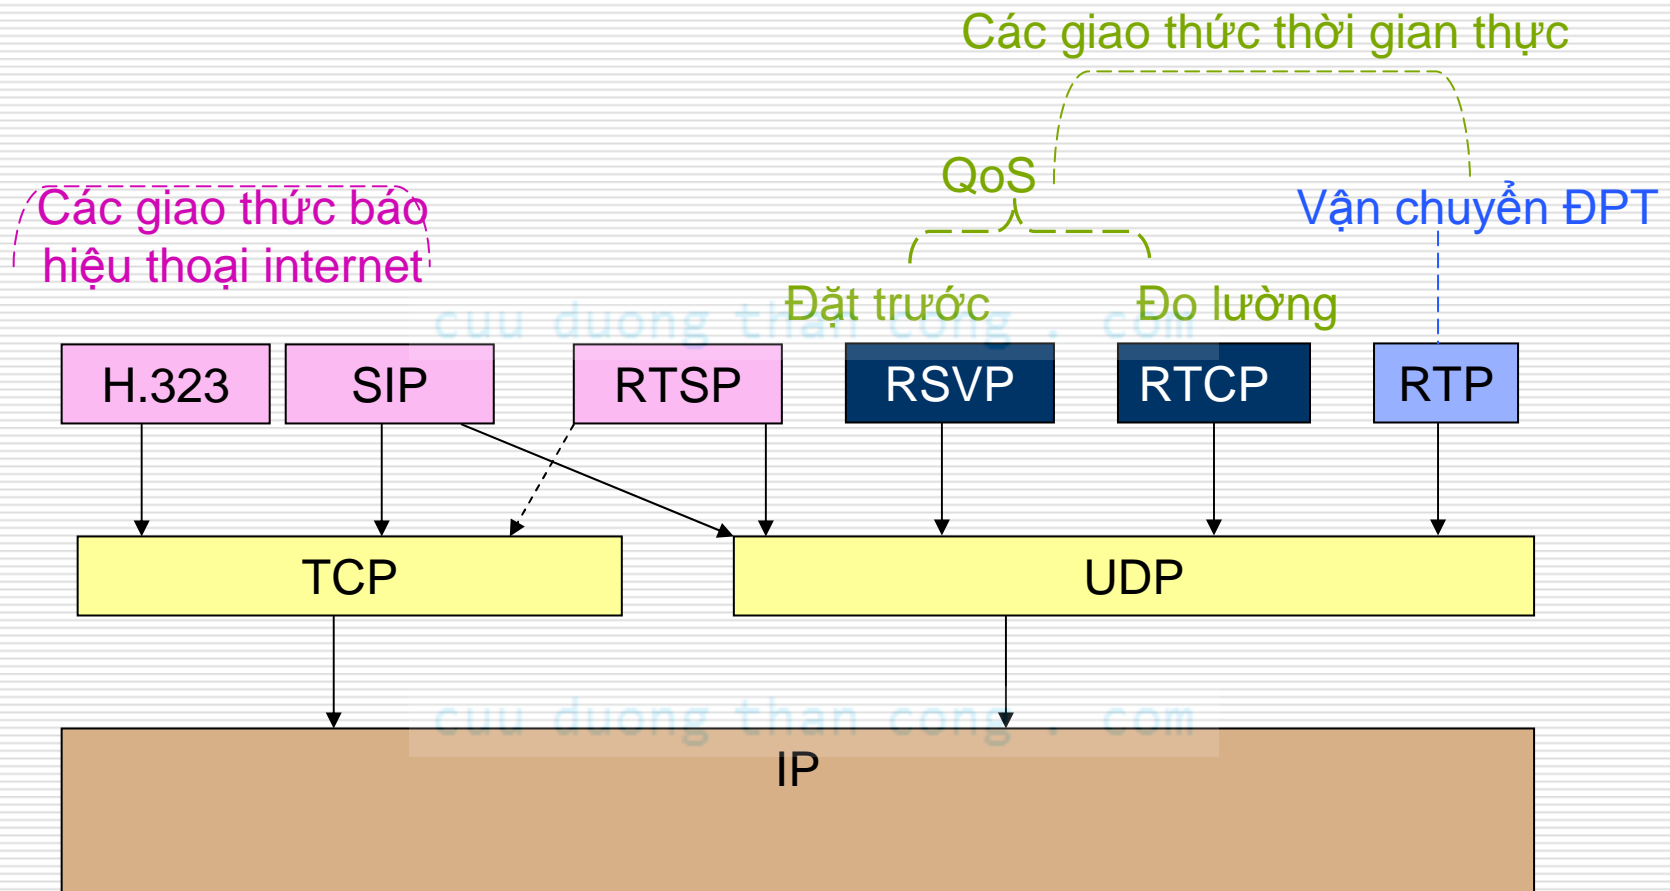 Các giao thức thời gian thực
QoS
Các giao thức báo
hiệu thoại internet
Vận chuyển ĐPT
Đặt trước
Đo lường
cuu duong than cong . com
H.323
SIP
RTSP
RSVP
RTCP
RTP
TCP
UDP
cuu duong than cong . com
IP